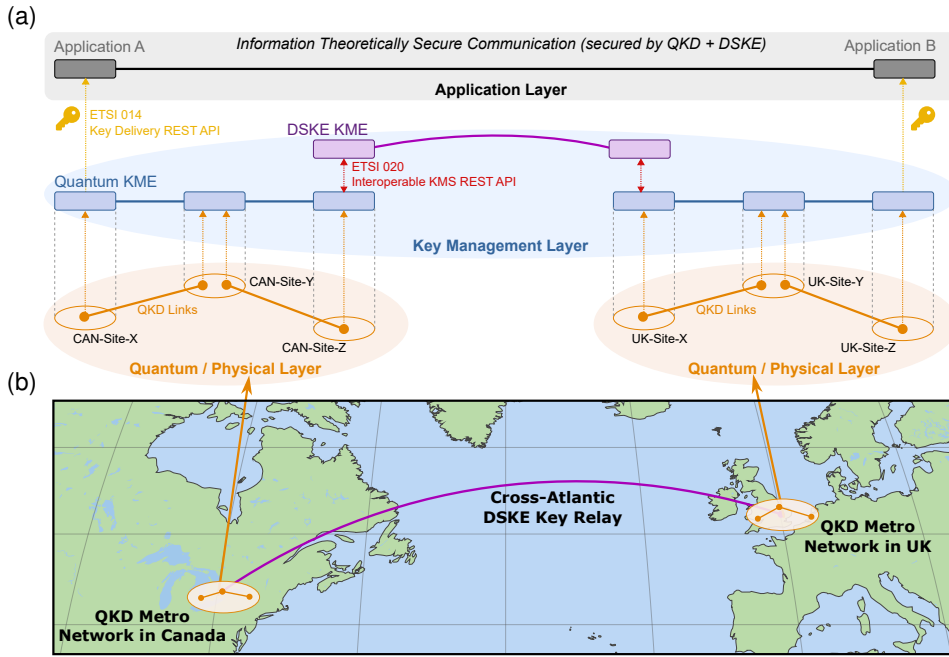 (a)
Application A
Information Theoretically Secure Communication (secured by QKD + DSKE)
Application B
Application Layer
ETSI 014
Key Delivery REST API
DSKE KME
ETSI 020
Interoperable KMS REST API
Quantum KME
Key Management Layer
CAN-Site-Y
QKD Links
CAN-Site-X
CAN-Site-Z
Quantum / Physical Layer
UK-Site-Y
QKD Links
UK-Site-X
UK-Site-Z
Quantum / Physical Layer
(b)
Cross-Atlantic
DSKE Key Relay
QKD Metro
Network in UK
QKD Metro
Network in Canada